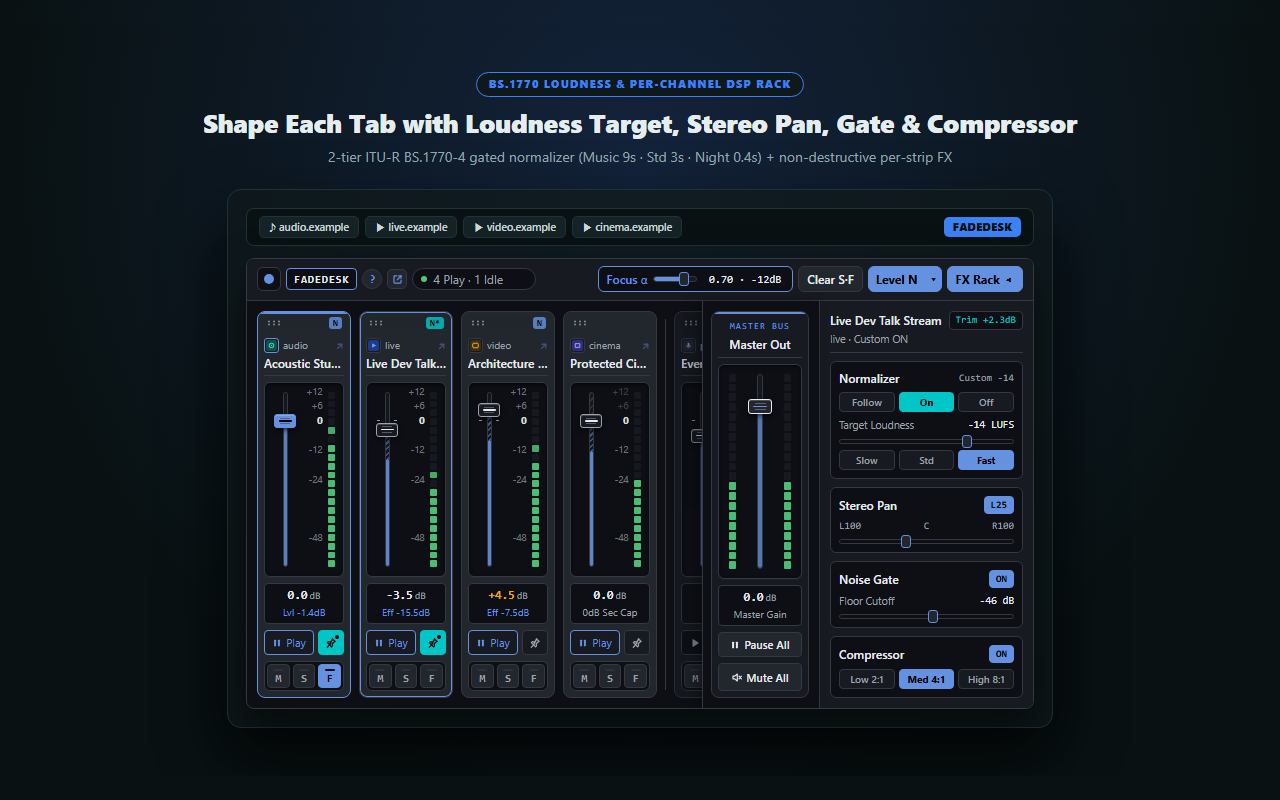 BS.1770 LOUDNESS & PER-CHANNEL DSP RACK
Shape Each Tab with Loudness Target, Stereo Pan, Gate & Compressor
2-tier ITU-R BS.1770-4 gated normalizer (Music 9s · Std 3s · Night 0.4s) + non-destructive per-strip FX
♪ audio.example ▶ live.example ▶ video.example ▶ cinema.example FADEDESK
FADEDESK ? 4 Play · 1 Idle Focus α 0.70 · -12dB Clear S·F Level N FX Rack
N N* N
audio live video cinema
Acoustic Stu... Live Dev Talk... Architecture ... Protected Ci... Ever
+12 +12 +12 +12
+6 +6 +6 +6
0 0 0 0
-12 -12 -12 -12
-24 -24 -24 -24
-48 -48 -48 -48
0.0 dB -3.5 dB +4.5 dB 0.0 dB
Lvl -1.4dB Eff -15.5dB Eff -7.5dB 0dB Sec Cap
Play Play Play Play
M S F M S F M S F M S F M
MASTER BUS
Master Out
0.0 dB
Master Gain
Pause All
Mute All
Live Dev Talk Stream Trim +2.3dB
live · Custom ON
Normalizer Custom -14
Follow On Off
Target Loudness -14 LUFS
Slow Std Fast
Stereo Pan L25
L100 C R100
Noise Gate ON
Floor Cutoff -46 dB
Compressor ON
Low 2:1 Med 4:1 High 8:1